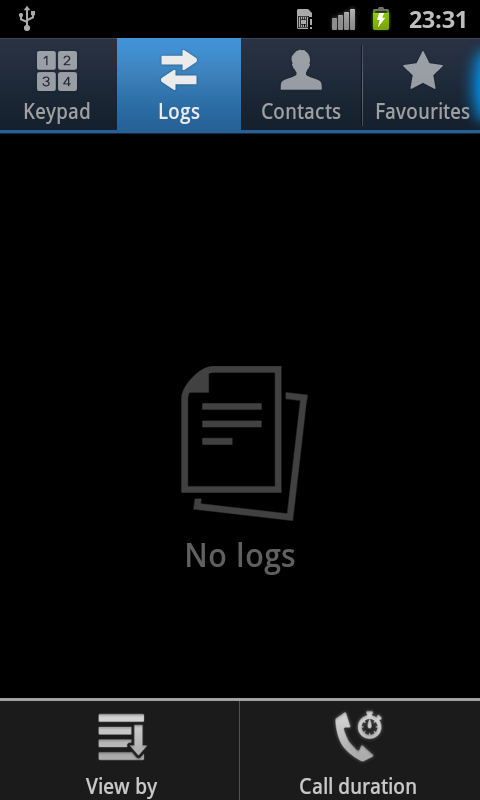 23:31
1 2
3 4
Keypad
Logs
Contacts
Favourites
No logs
View by
Call duration